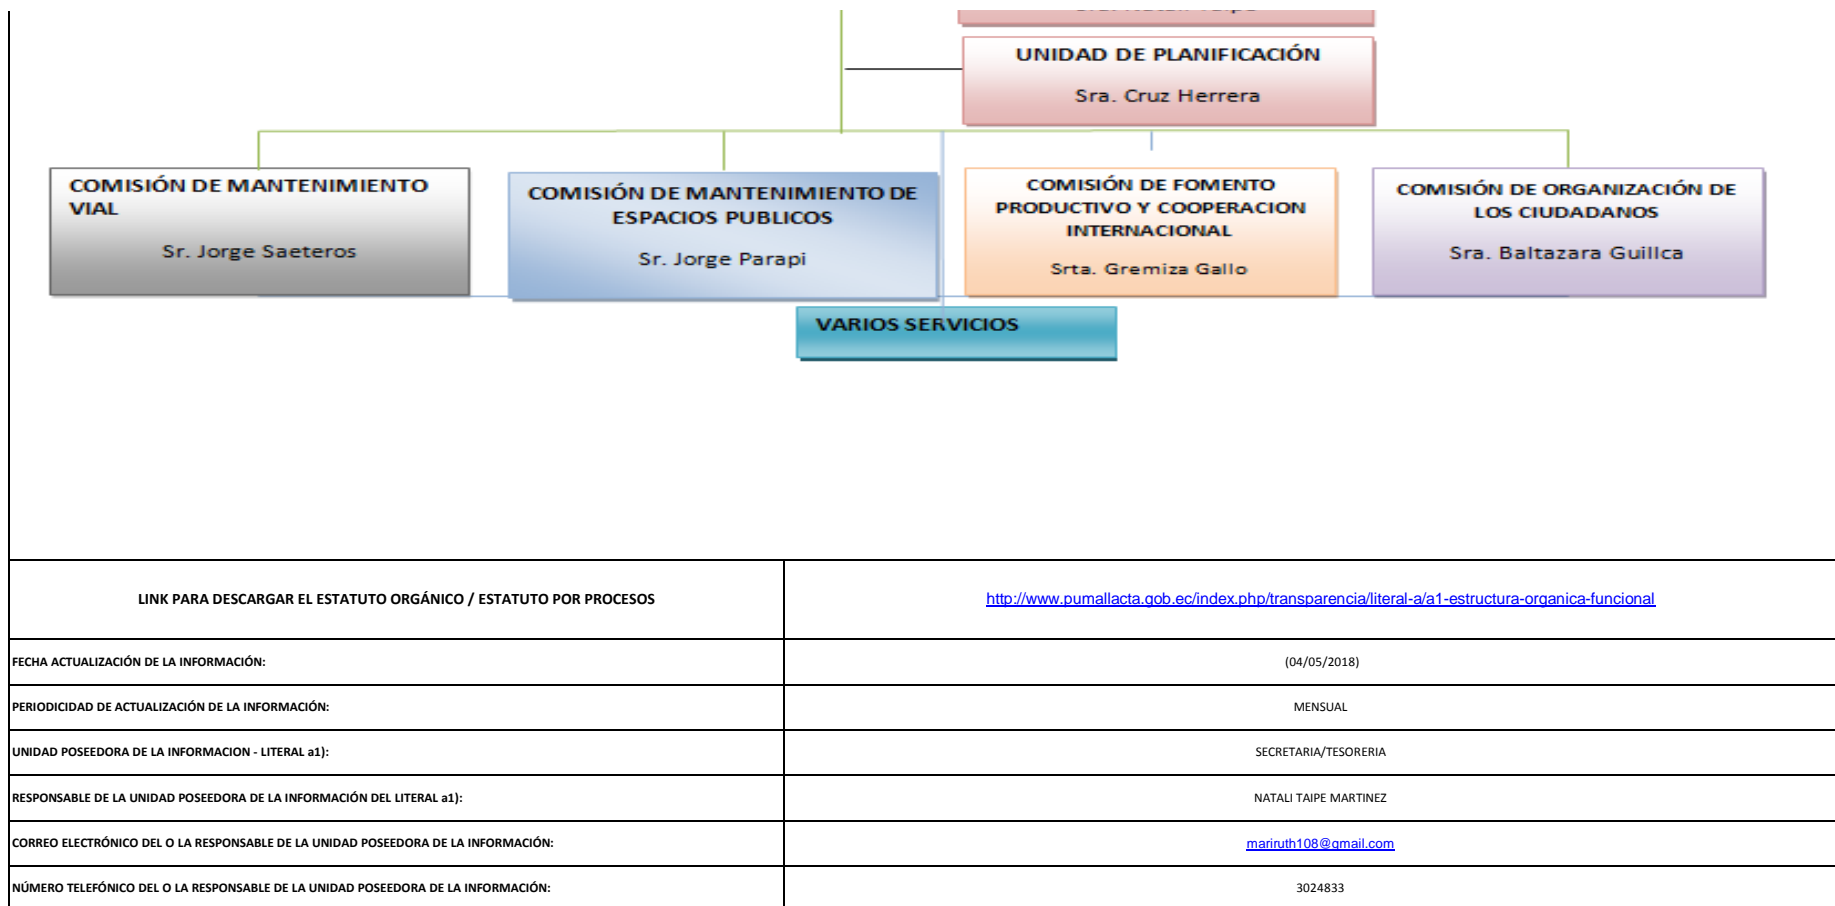 UNIDAD DE PLANIFICACIÓN
Sra. Cruz Herrera
COMISIÓN DE MANTENIMIENTO
VIAL
Sr. Jorge Saeteros
COMISIÓN DE MANTENIMIENTO DE
ESPACIOS PUBLICOS
Sr. Jorge Parapi
COMISIÓN DE FOMENTO
PRODUCTIVO Y COOPERACION
INTERNACIONAL
Srta. Gremiza Gallo
COMISIÓN DE ORGANIZACIÓN DE
LOS CIUDADANOS
Sra. Baltazara Guillca
VARIOS SERVICIOS
LINK PARA DESCARGAR EL ESTATUTO ORGÁNICO / ESTATUTO POR PROCESOS
http://www.pumallacta.gob.ec/index.php/transparencia/literal-a/a1-estructura-organica-funcional
FECHA ACTUALIZACIÓN DE LA INFORMACIÓN:
(04/05/2018)
PERIODICIDAD DE ACTUALIZACIÓN DE LA INFORMACIÓN:
MENSUAL
UNIDAD POSEEDORA DE LA INFORMACION - LITERAL a1):
SECRETARIA/TESORERIA
RESPONSABLE DE LA UNIDAD POSEEDORA DE LA INFORMACIÓN DEL LITERAL a1):
NATALI TAIPE MARTINEZ
CORREO ELECTRÓNICO DEL O LA RESPONSABLE DE LA UNIDAD POSEEDORA DE LA INFORMACIÓN:
mariruth108@gmail.com
NÚMERO TELEFÓNICO DEL O LA RESPONSABLE DE LA UNIDAD POSEEDORA DE LA INFORMACIÓN:
3024833